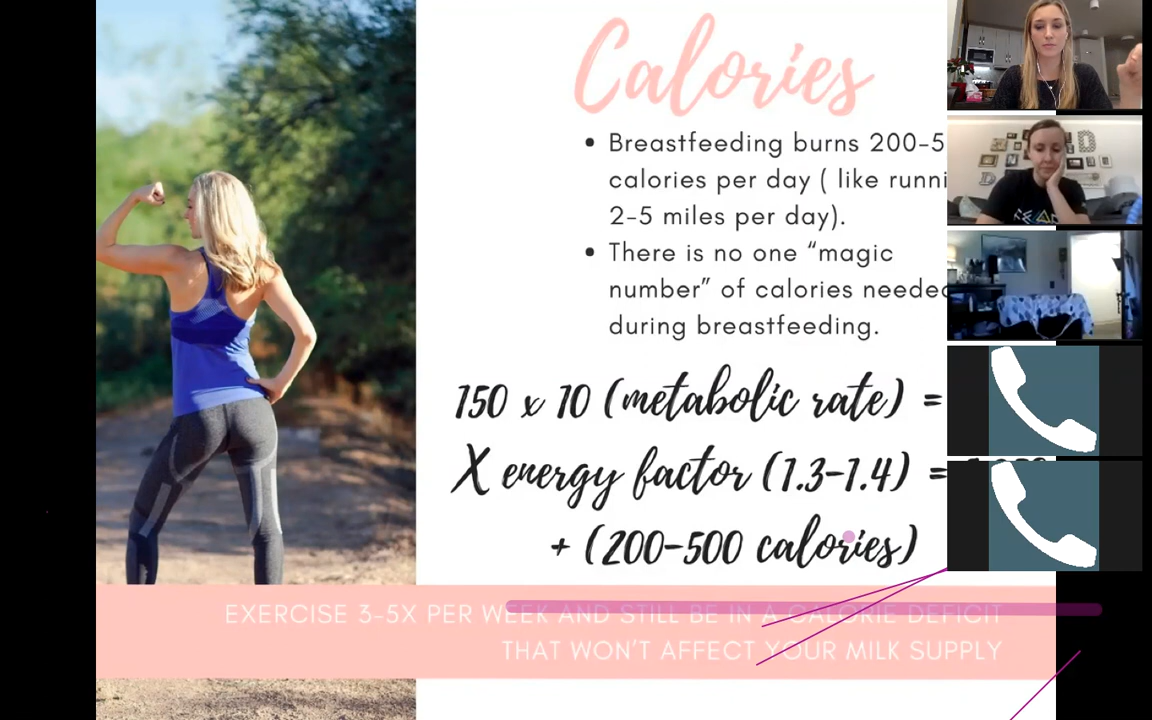 Calories
• Breastfeeding burns 200-5
calories per day ( like runni
2-5 miles per day).
• There is no one “magic
number” of calories neede
during breastfeeding.
150 x 10 (metabolic rate) =
X energy factor (1.3-1.4) =
+ (200-500 calories)
EXERCISE 3-5X PER WEEK AND STILL BE IN A CALORIE DEFICIT
THAT WON'T AFFECT YOUR MILK SUPPLY